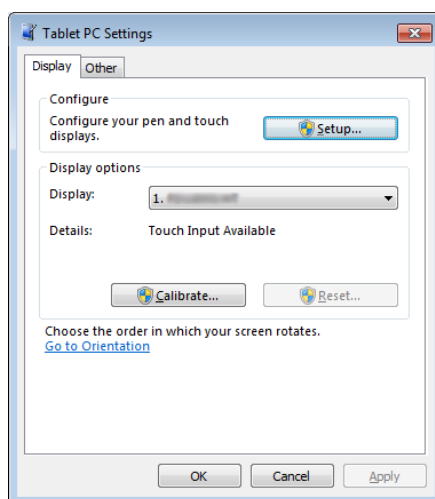 Tablet PC Settings
Display Other
Configure
Configure your pen and touch
displays.
Setup...
Display options
Display: 1.
Details: Touch Input Available
Calibrate... Reset...
Choose the order in which your screen rotates.
Go to Orientation
OK Cancel Apply